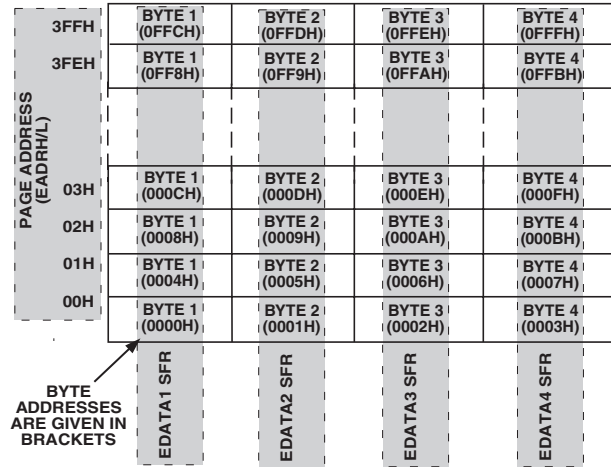 3FFH
BYTE 1 BYTE 2 BYTE 3 BYTE 4
(0FFCH) (0FFDH) (0FFEH) (0FFFH)
3FEH
BYTE 1 BYTE 2 BYTE 3 BYTE 4
(0FF8H) (0FF9H) (0FFAH) (0FFBH)
PAGE ADDRESS
(EADRH/L)
03H
BYTE 1 BYTE 2 BYTE 3 BYTE 4
(000CH) (000DH) (000EH) (000FH)
02H
BYTE 1 BYTE 2 BYTE 3 BYTE 4
(0008H) (0009H) (000AH) (000BH)
01H
BYTE 1 BYTE 2 BYTE 3 BYTE 4
(0004H) (0005H) (0006H) (0007H)
00H
BYTE 1 BYTE 2 BYTE 3 BYTE 4
(0000H) (0001H) (0002H) (0003H)
BYTE
ADDRESSES
ARE GIVEN IN
BRACKETS
EDATA1 SFR
EDATA2 SFR
EDATA3 SFR
EDATA4 SFR